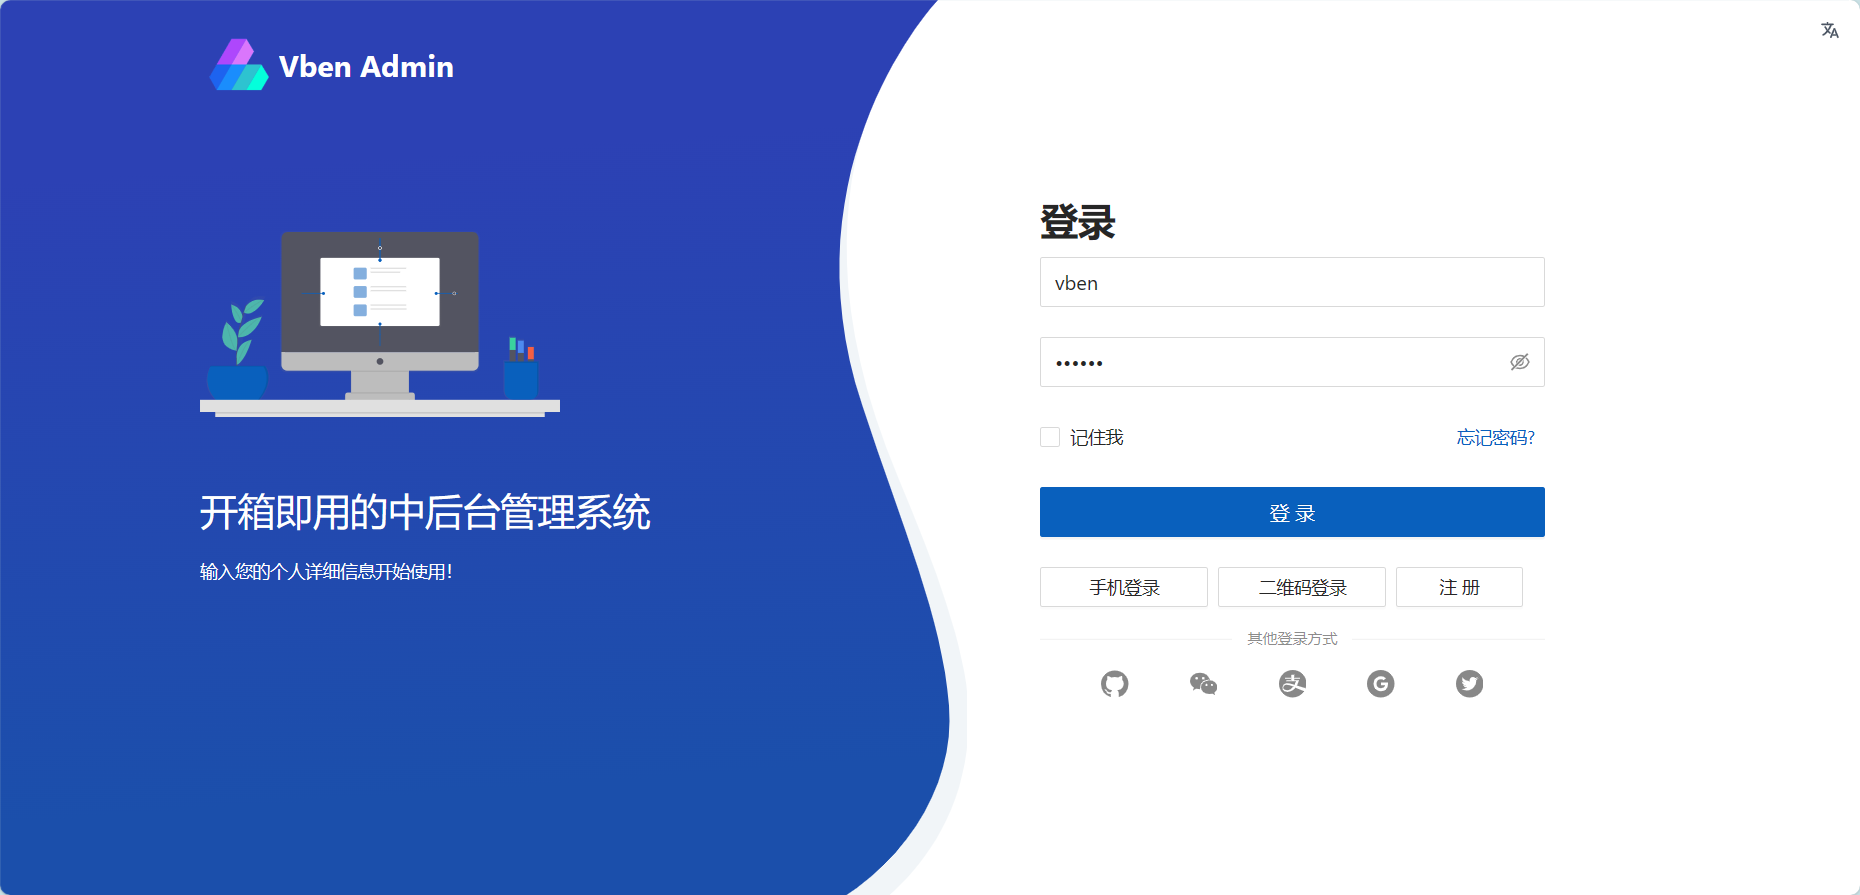 Vben Admin
开箱即用的中后台管理系统
输入您的个人详细信息开始使用！
登录
vben
••••••
记住我
忘记密码?
登 录
手机登录
二维码登录
注 册
其他登录方式